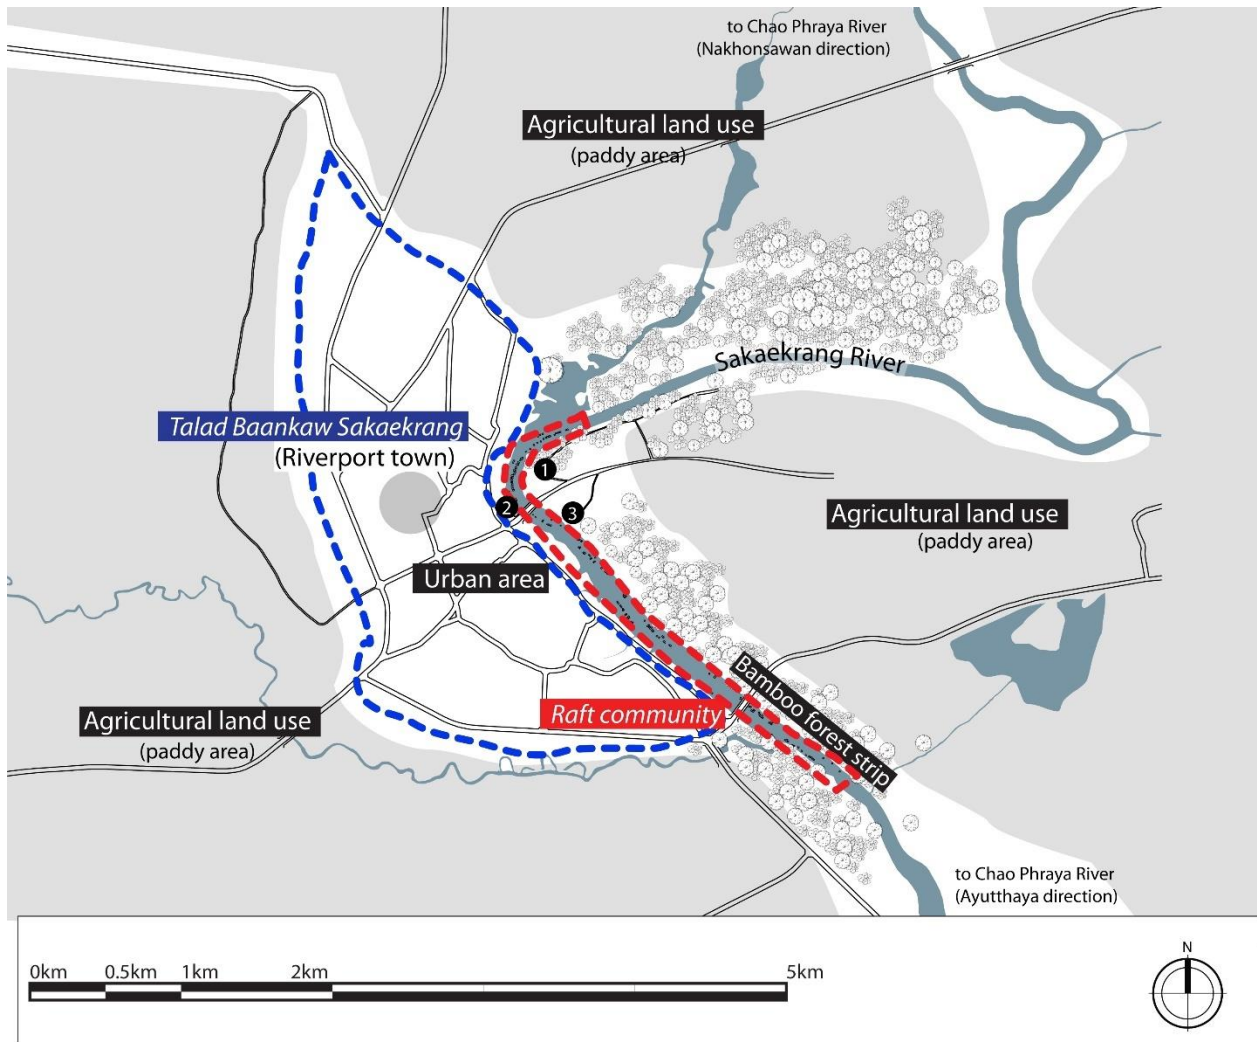 to Chao Phraya River
(Nakhonsawan direction)
Agricultural land use
(paddy area)
Sakaekrang River
Talad Baankaw Sakaekrang
(Riverport town)
1
2
3
Agricultural land use
(paddy area)
Urban area
Bamboo forest strip
Raft community
Agricultural land use
(paddy area)
to Chao Phraya River
(Ayutthaya direction)
0km 0.5km 1km 2km 5km
N